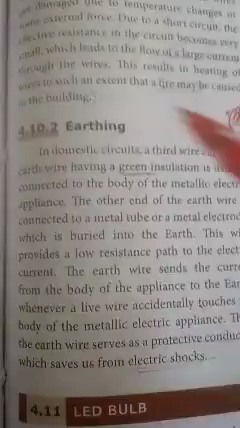 damaged due to temperature changes or
some external force. Due to a short circuit, the
effective resistance in the circuit becomes very
small, which leads to the flow of a large current
through the wires. This results in heating of
wires to such an extent that a fire may be caused
in the building.
4.10.2 Earthing
In domestic circuits, a third wire
earth wire having a green insulation is
connected to the body of the metallic
appliance. The other end of the earth wire
connected to a metal tube or a metal
which is buried into the Earth. This
provides a low resistance path to the
current. The earth wire sends the
from the body of the appliance to the
whenever a live wire accidentally touches
body of the metallic electric appliance.
the earth wire serves as a protective
which saves us from electric shocks.
4.11 LED BULB